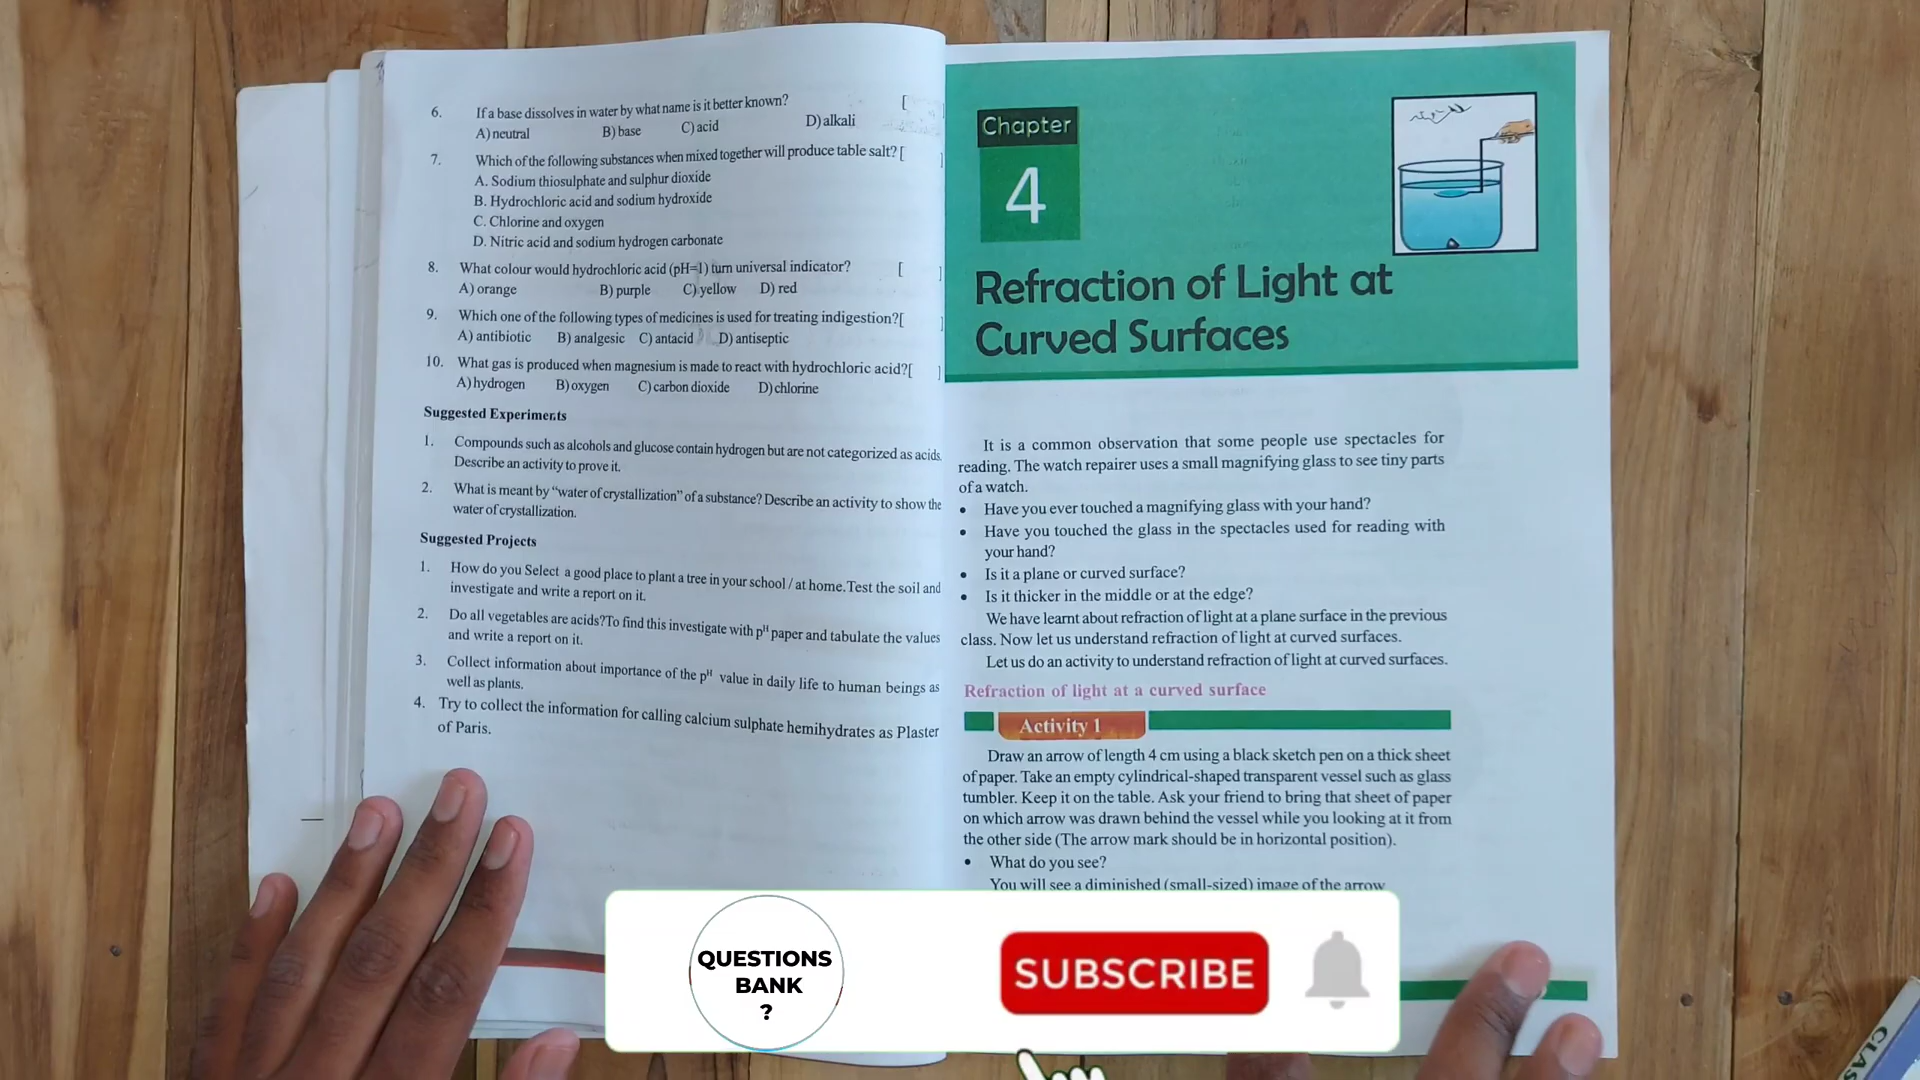 6. If a base dissolves in water by what name is it better known? [
A) neutral B) base C) acid D) alkali
7. Which of the following substances when mixed together will produce table salt? [ ]
A. Sodium thiosulphate and sulphur dioxide
B. Hydrochloric acid and sodium hydroxide
C. Chlorine and oxygen
D. Nitric acid and sodium hydrogen carbonate
8. What colour would hydrochloric acid (pH=1) turn universal indicator? [ ]
A) orange B) purple C) yellow D) red
9. Which one of the following types of medicines is used for treating indigestion?[ ]
A) antibiotic B) analgesic C) antacid D) antiseptic
10. What gas is produced when magnesium is made to react with hydrochloric acid?[ ]
A) hydrogen B) oxygen C) carbon dioxide D) chlorine
Suggested Experiments
1. Compounds such as alcohols and glucose contain hydrogen but are not categorized as acids.
Describe an activity to prove it.
2. What is meant by “water of crystallization” of a substance? Describe an activity to show the
water of crystallization.
Suggested Projects
1. How do you Select a good place to plant a tree in your school / at home.Test the soil and
investigate and write a report on it.
2. Do all vegetables are acids?To find this investigate with pH paper and tabulate the values
and write a report on it.
3. Collect information about importance of the pH value in daily life to human beings as
well as plants.
4. Try to collect the information for calling calcium sulphate hemihydrates as Plaster
of Paris.
Chapter
4
Refraction of Light at
Curved Surfaces
It is a common observation that some people use spectacles for
reading. The watch repairer uses a small magnifying glass to see tiny parts
of a watch.
• Have you ever touched a magnifying glass with your hand?
• Have you touched the glass in the spectacles used for reading with
your hand?
• Is it a plane or curved surface?
• Is it thicker in the middle or at the edge?
We have learnt about refraction of light at a plane surface in the previous
class. Now let us understand refraction of light at curved surfaces.
Let us do an activity to understand refraction of light at curved surfaces.
Refraction of light at a curved surface
Activity 1
Draw an arrow of length 4 cm using a black sketch pen on a thick sheet
of paper. Take an empty cylindrical-shaped transparent vessel such as glass
tumbler. Keep it on the table. Ask your friend to bring that sheet of paper
on which arrow was drawn behind the vessel while you looking at it from
the other side (The arrow mark should be in horizontal position).
• What do you see?
You will see a diminished (small-sized) image of the arrow
QUESTIONS
BANK
?
SUBSCRIBE